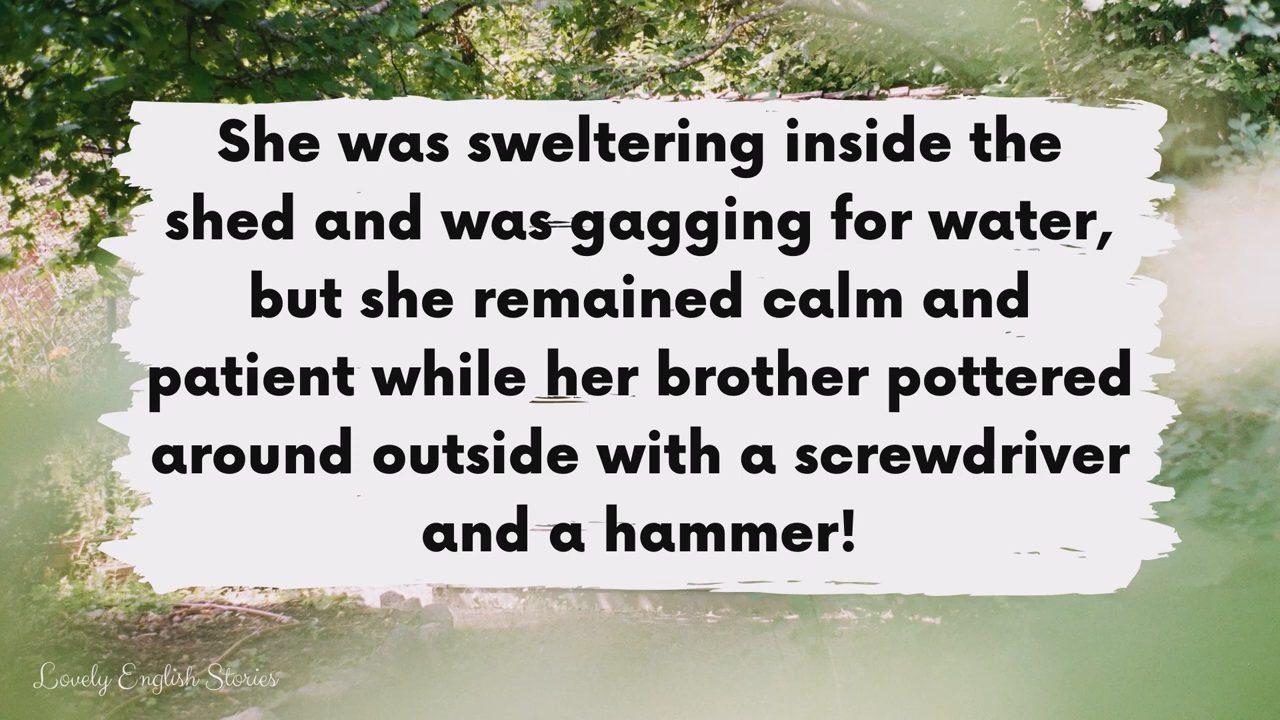 She was sweltering inside the
shed and was gagging for water,
but she remained calm and
patient while her brother pottered
around outside with a screwdriver
and a hammer!
Lovely English Stories